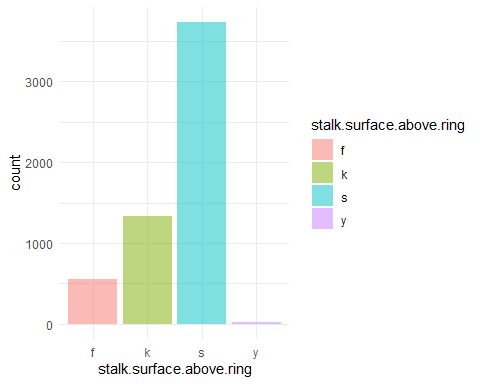 3000
2000
1000
0
count
f k s y
stalk.surface.above.ring
stalk.surface.above.ring
f
k
s
y